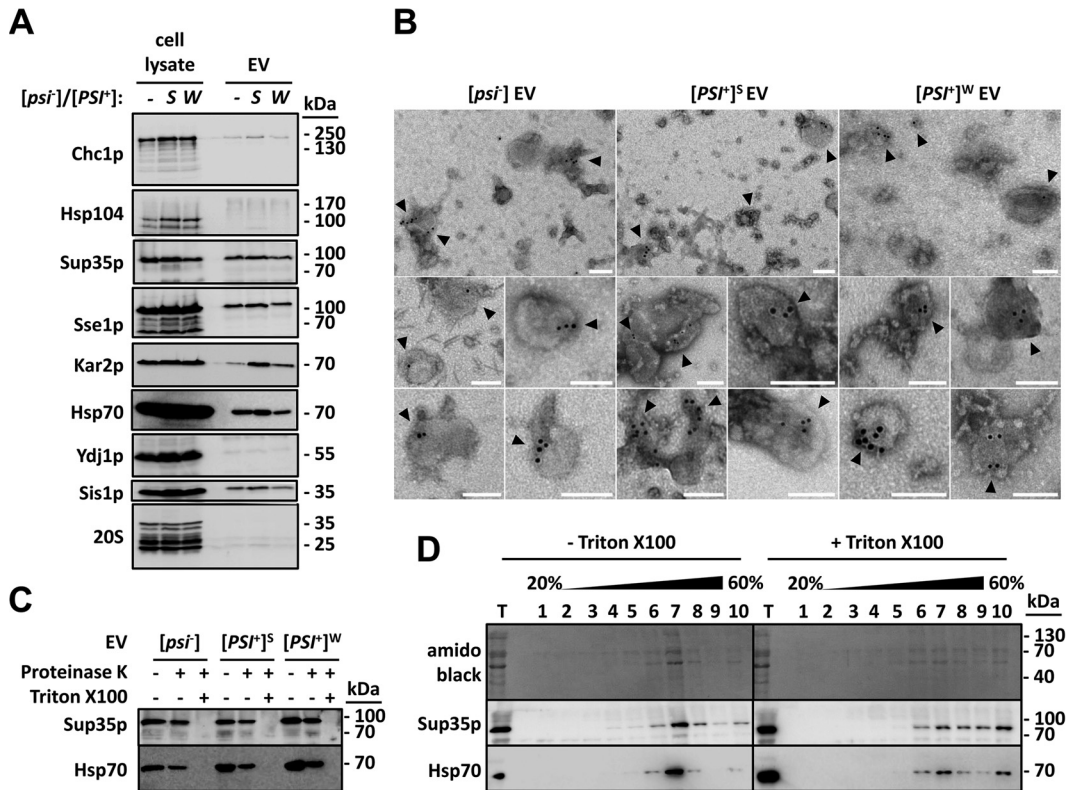 A
cell
lysate
EV
[psi-]/[PSI+]: - S W - S W kDa
Chc1p
- 250
- 130
Hsp104
- 170
- 100
Sup35p
- 100
- 70
Sse1p
- 100
- 70
Kar2p
- 70
Hsp70
- 70
Ydj1p
- 55
Sis1p
- 35
20S
- 35
- 25
B
[psi-] EV [PSI+]S EV [PSI+]W EV
C
EV [psi-] [PSI+]S [PSI+]W
Proteinase K - + + - + + - + +
Triton X100 + + + kDa
Sup35p
- 100
- 70
Hsp70
- 70
D
- Triton X100 + Triton X100
20% 60% 20% 60%
T 1 2 3 4 5 6 7 8 9 10 T 1 2 3 4 5 6 7 8 9 10 kDa
amido
black
- 130
- 70
- 40
Sup35p
- 100
- 70
Hsp70
- 70